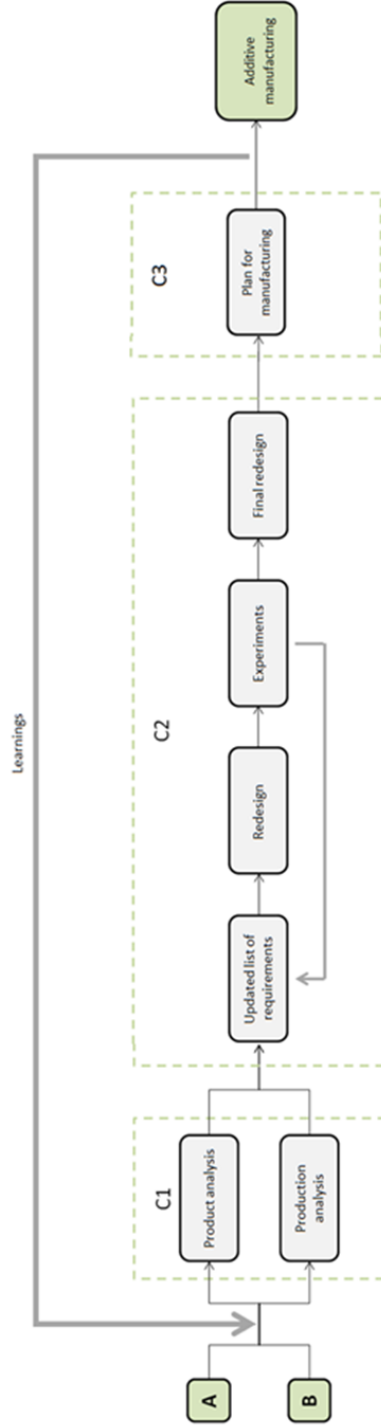 Learnings
A
B
C1
Product analysis
Production
analysis
C2
Updated list of
requirements
Redesign
Experiments
Final redesign
C3
Plan for
manufacturing
Additive
manufacturing